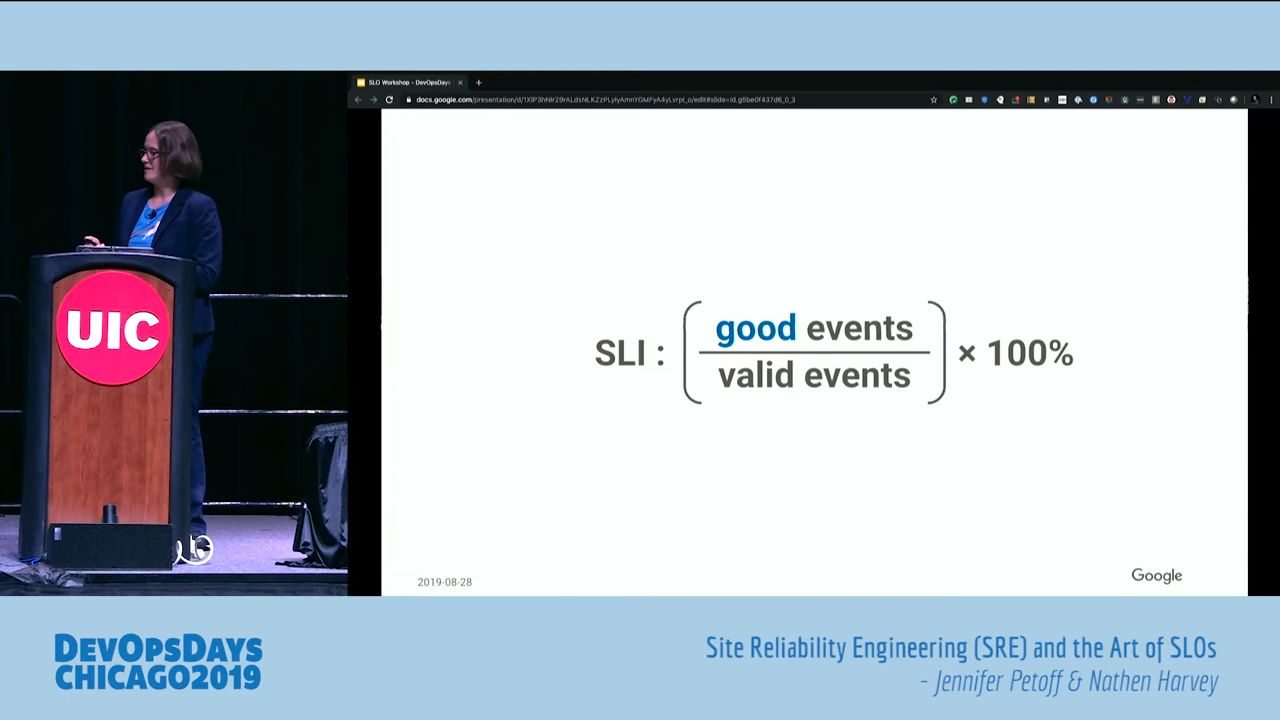 SLO Workshop - DevOpsDays
UIC
SLI :
good events
valid events
× 100%
2019-08-28
Google
DEVOPSDAYS
CHICAGO2019
Site Reliability Engineering (SRE) and the Art of SLOs
- Jennifer Petoff & Nathen Harvey